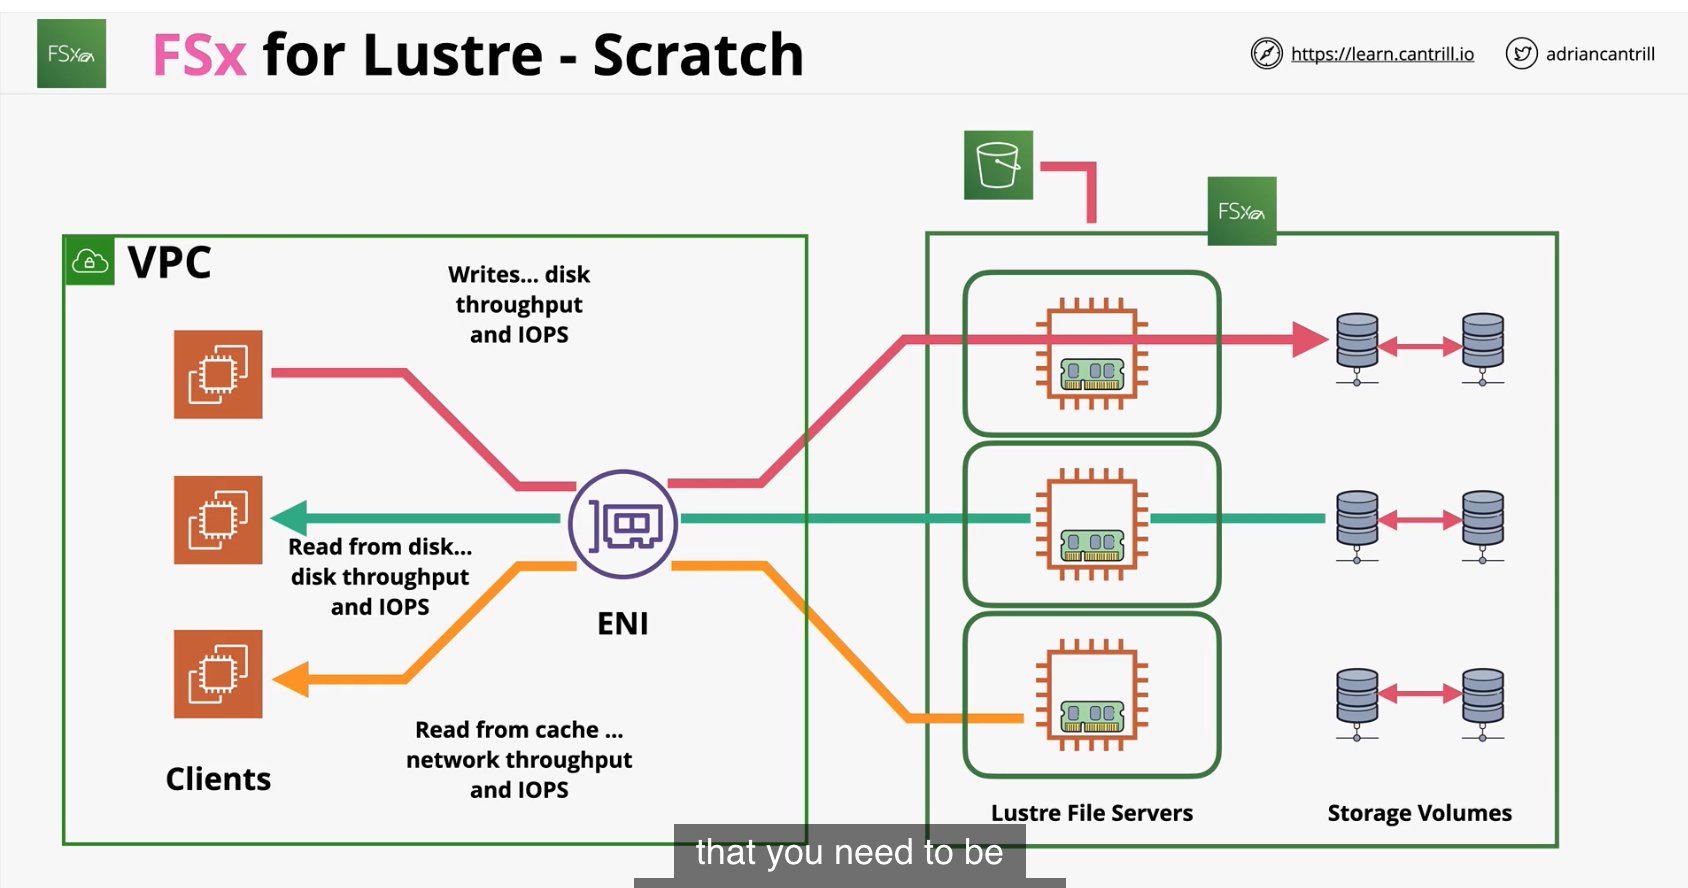 FSx
FSx for Lustre - Scratch
https://learn.cantrill.io
adriancantrill
FSx
VPC
Writes... disk
throughput
and IOPS
Read from disk...
disk throughput
and IOPS
ENI
Read from cache ...
network throughput
and IOPS
Clients
Lustre File Servers
Storage Volumes
that you need to be